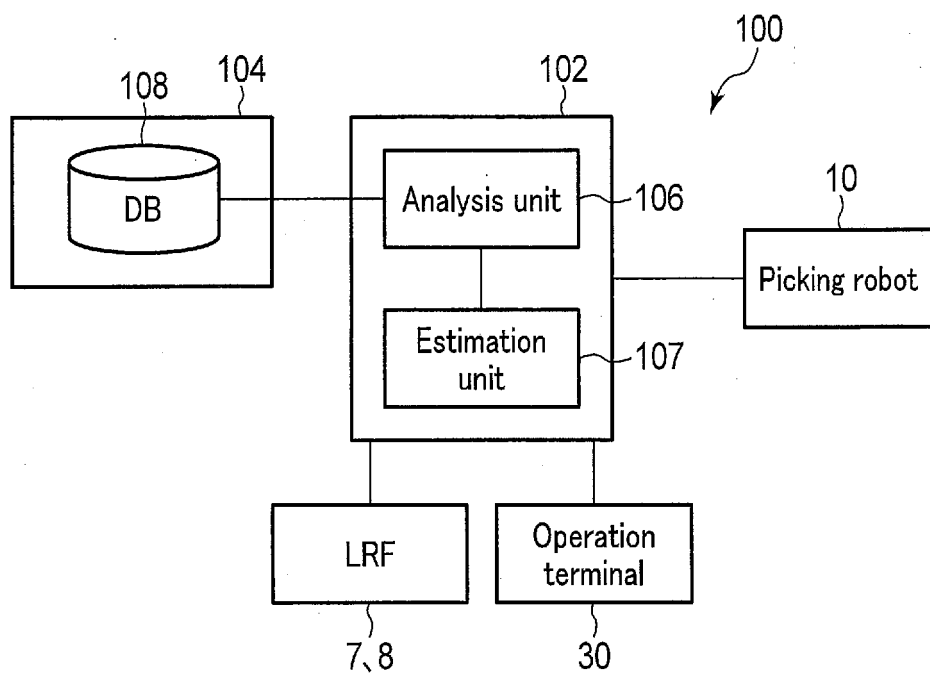 100
104
108
102
DB
Analysis unit
106
10
Picking robot
Estimation
unit
107
LRF
Operation
terminal
7、8
30